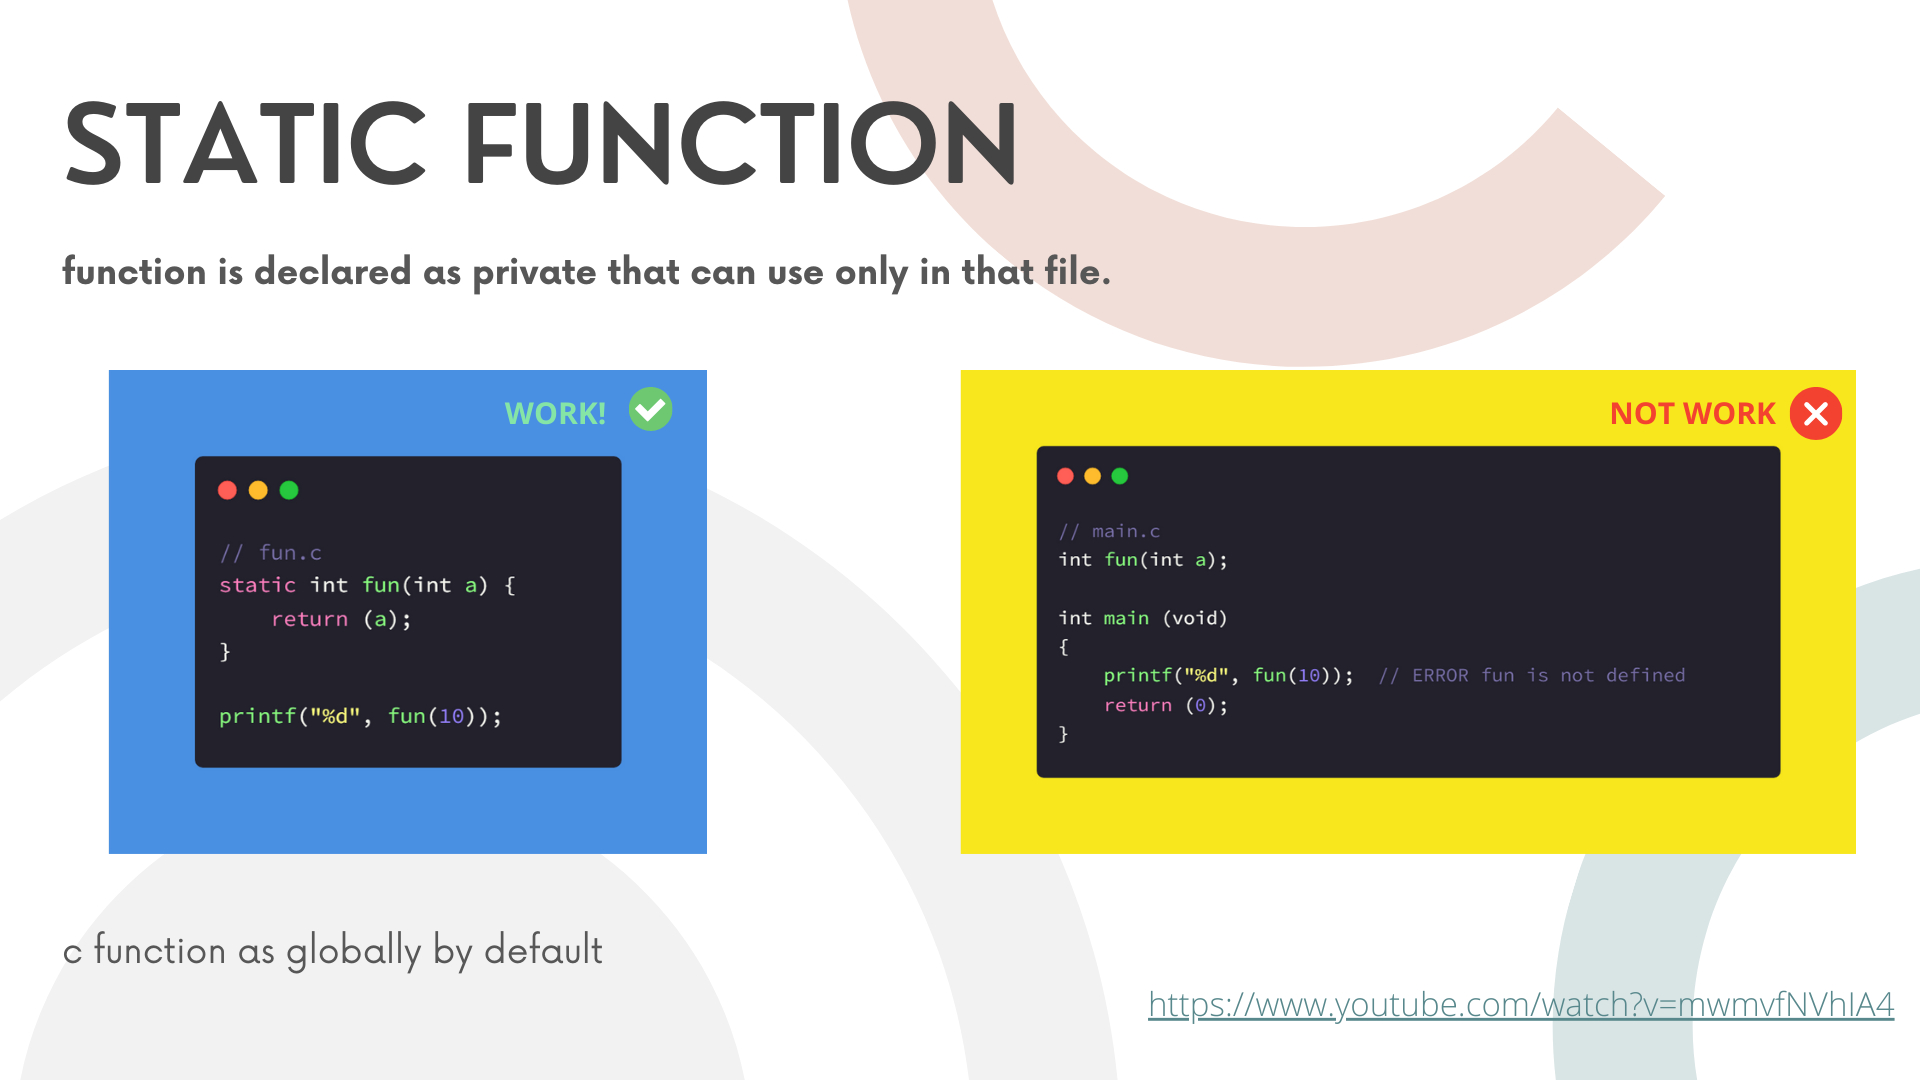 STATIC FUNCTION
function is declared as private that can use only in that file.
WORK!
// fun.c
static int fun(int a) {
    return (a);
}
printf("%d", fun(10));
NOT WORK
// main.c
int fun(int a);
int main (void)
{
    printf("%d", fun(10));  // ERROR fun is not defined
    return (0);
}
c function as globally by default
https://www.youtube.com/watch?v=mwmvfNVhIA4